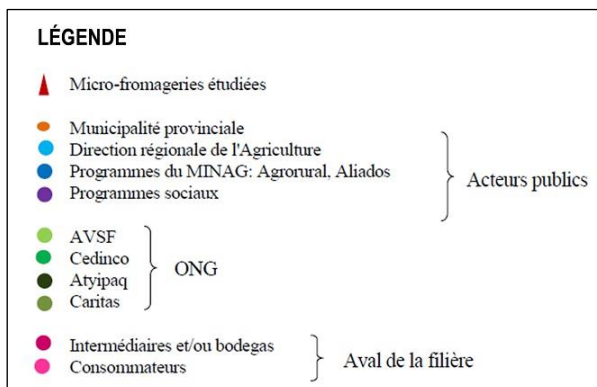 LÉGENDE
Micro-fromageries étudiées
Municipalité provinciale
Direction régionale de l'Agriculture
Programmes du MINAG: Agrorural, Aliados
Programmes sociaux
Acteurs publics
AVSF
Cedinco
Atyipaq
Caritas
ONG
Intermédiaires et/ou bodegas
Consommateurs
Aval de la filière